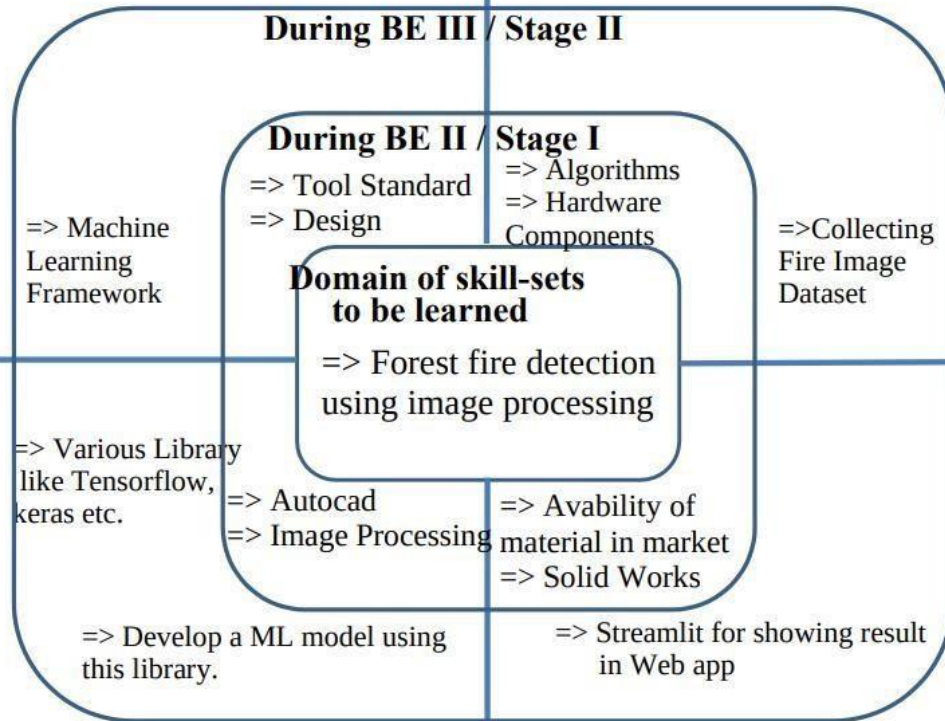 During BE III / Stage II
During BE II / Stage I
=> Tool Standard
=> Design
=> Algorithms
=> Hardware
Components
=> Machine
Learning
Framework
=>Collecting
Fire Image
Dataset
Domain of skill-sets
to be learned
=> Forest fire detection
using image processing
=> Various Library
like Tensorflow,
keras etc.
=> Autocad
=> Image Processing
=> Avability of
material in market
=> Solid Works
=> Develop a ML model using
this library.
=> Streamlit for showing result
in Web app